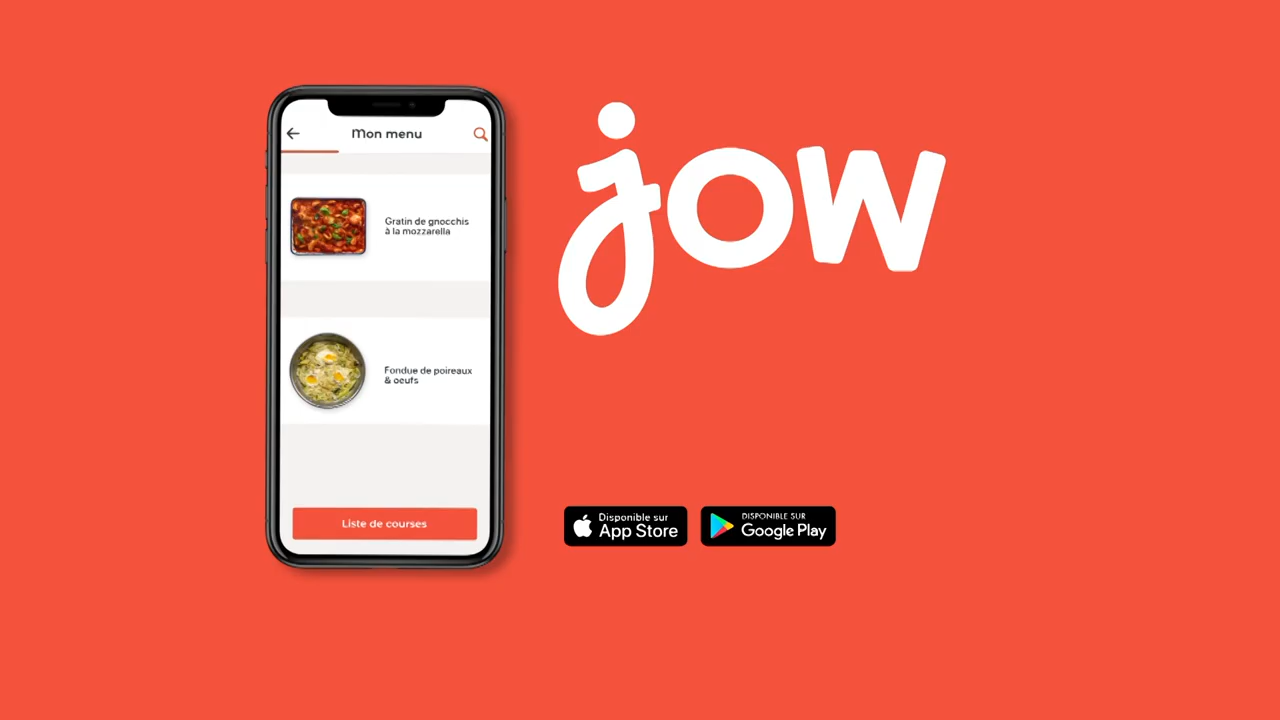 Mon menu
Gratin de gnocchis
à la mozzarella
Fondue de poireaux
& oeufs
Liste de courses
jow
Disponible sur
App Store
DISPONIBLE SUR
Google Play